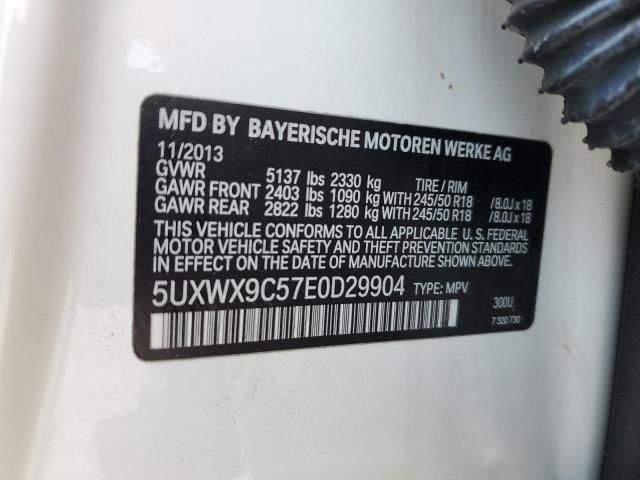 MFD BY BAYERISCHE MOTOREN WERKE AG
11/2013
GVWR 5137 lbs 2330 kg TIRE / RIM
GAWR FRONT 2403 lbs 1090 kg WITH 245/50 R18 /8.0J x 18
GAWR REAR 2822 lbs 1280 kg WITH 245/50 R18 /8.0J x 18
THIS VEHICLE CONFORMS TO ALL APPLICABLE U.S. FEDERAL
MOTOR VEHICLE SAFETY AND THEFT PREVENTION STANDARDS
IN EFFECT ON THE DATE OF MANUFACTURE SHOWN ABOVE.
5UXWX9C57E0D29904 TYPE: MPV
300U
7 320 730